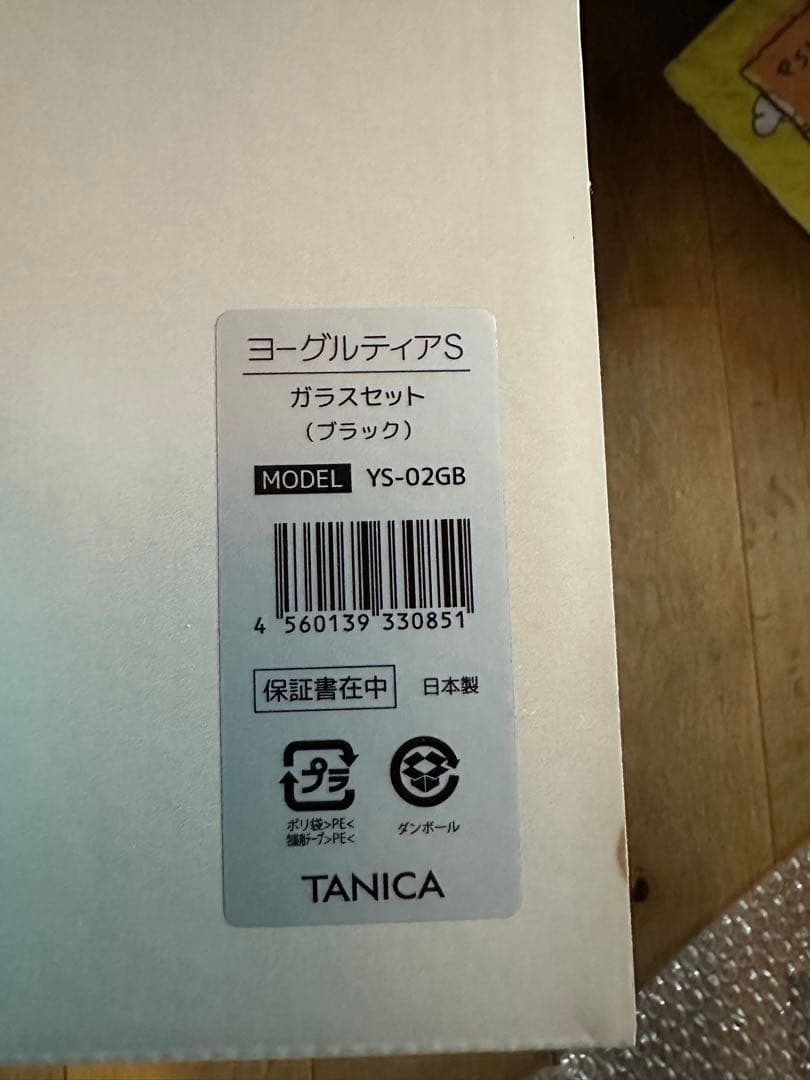 ヨーグルティアS
ガラスセット
(ブラック)
MODEL YS-02GB
4 560139 330851
保証書在中 日本製
プラ
ポリ袋>PE<
ダンボール
TANICA